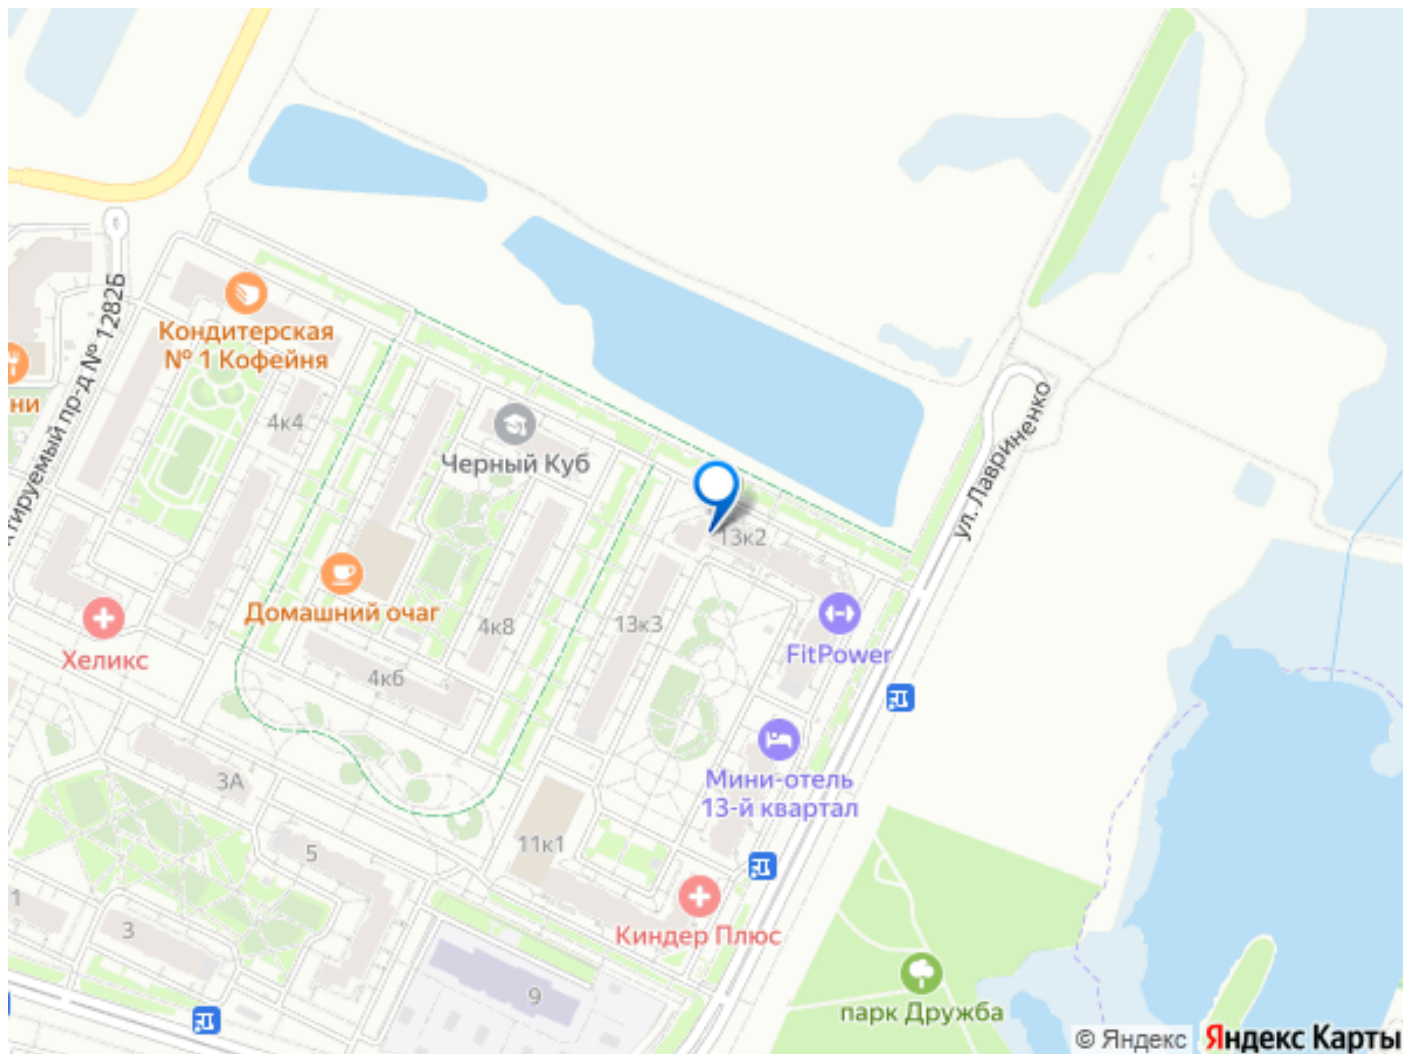 Кондитерская
№ 1 Кофейня
ни
тируемый пр-д № 1282Б
4к4
Черный Куб
ул. Лавриненко
13к2
Домашний очаг
4к8
13к3
FitPower
Хеликс
4к6
Мини-отель
13-й квартал
3А
11к1
5
Киндер Плюс
1
3
9
парк Дружба
© Яндекс
Яндекс Карты